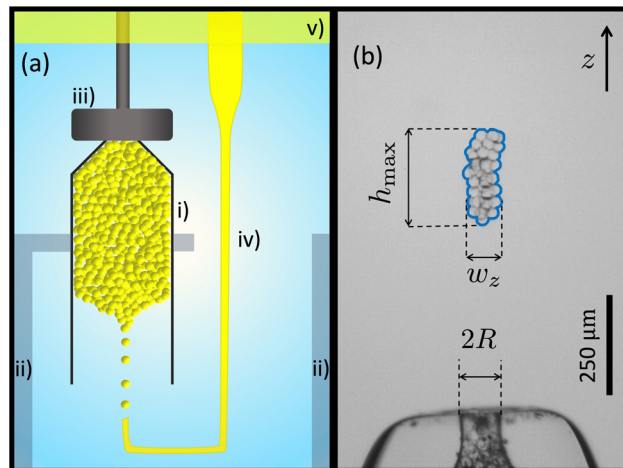 (a)
v)
iii)
i)
iv)
ii)
ii)
(b)
z
h_max
w_z
2R
250 μm